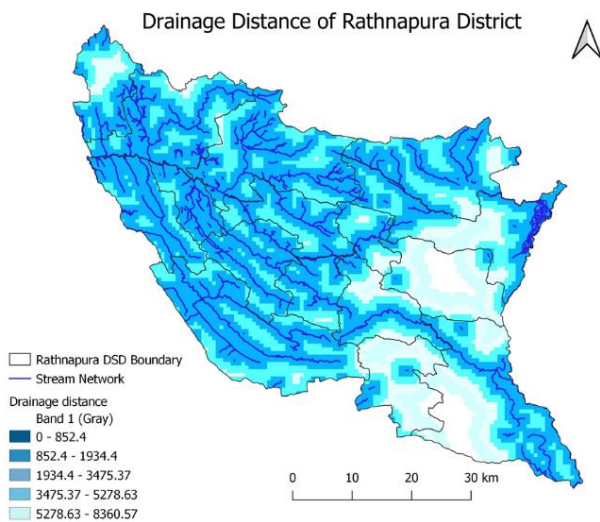 Drainage Distance of Rathnapura District
Rathnapura DSD Boundary
Stream Network
Drainage distance
Band 1 (Gray)
0 - 852.4
852.4 - 1934.4
1934.4 - 3475.37
3475.37 - 5278.63
5278.63 - 8360.57
0 10 20 30 km